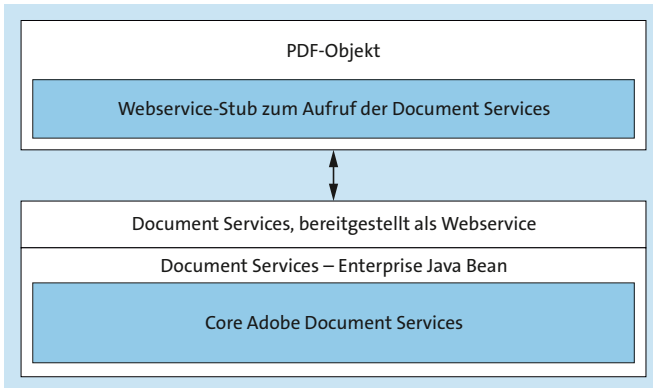 PDF-Objekt
Webservice-Stub zum Aufruf der Document Services
Document Services, bereitgestellt als Webservice
Document Services – Enterprise Java Bean
Core Adobe Document Services